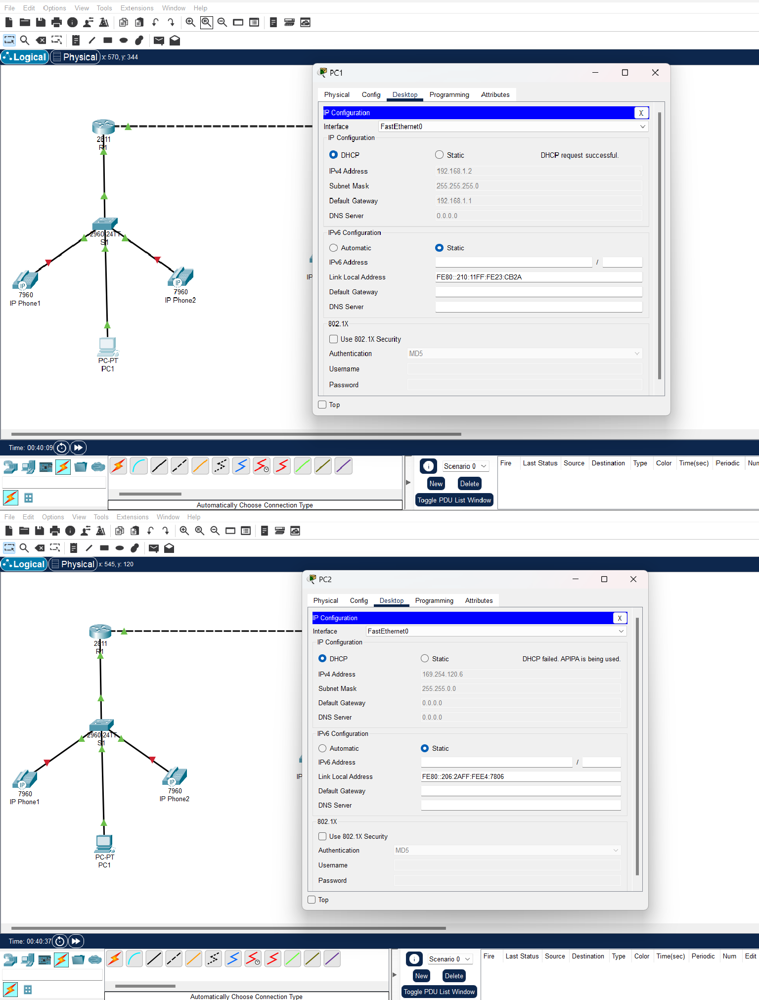 File Edit Options View Tools Extensions Window Help
Logical Physical x: 570, y: 344
PC1
Physical Config Desktop Programming Attributes
IP Configuration X
Interface FastEthernet0
IP Configuration
DHCP Static DHCP request successful.
IPv4 Address 192.168.1.2
Subnet Mask 255.255.255.0
Default Gateway 192.168.1.1
DNS Server 0.0.0.0
IPv6 Configuration
Automatic Static
IPv6 Address /
Link Local Address FE80::210:11FF:FE23:CB2A
Default Gateway
DNS Server
802.1X
Use 802.1X Security
Authentication MD5
Username
Password
Top
2811
R1
2960-24TT
S1
IP
7960
IP Phone1
IP
7960
IP Phone2
IP
PC-PT
PC1
Time: 00:40:09
Scenario 0
New Delete
Toggle PDU List Window
Fire Last Status Source Destination Type Color Time(sec) Periodic Num
Automatically Choose Connection Type
File Edit Options View Tools Extensions Window Help
Logical Physical x: 545, y: 120
PC2
Physical Config Desktop Programming Attributes
IP Configuration X
Interface FastEthernet0
IP Configuration
DHCP Static DHCP failed. APIPA is being used.
IPv4 Address 169.254.120.6
Subnet Mask 255.255.0.0
Default Gateway 0.0.0.0
DNS Server 0.0.0.0
IPv6 Configuration
Automatic Static
IPv6 Address /
Link Local Address FE80::206:2AFF:FEE4:7806
Default Gateway
DNS Server
802.1X
Use 802.1X Security
Authentication MD5
Username
Password
Top
2811
R1
2960-24TT
S1
IP
7960
IP Phone1
IP
7960
IP Phone2
IP
PC-PT
PC1
Time: 00:40:37
Scenario 0
New Delete
Toggle PDU List Window
Fire Last Status Source Destination Type Color Time(sec) Periodic Num Edit
Automatically Choose Connection Type